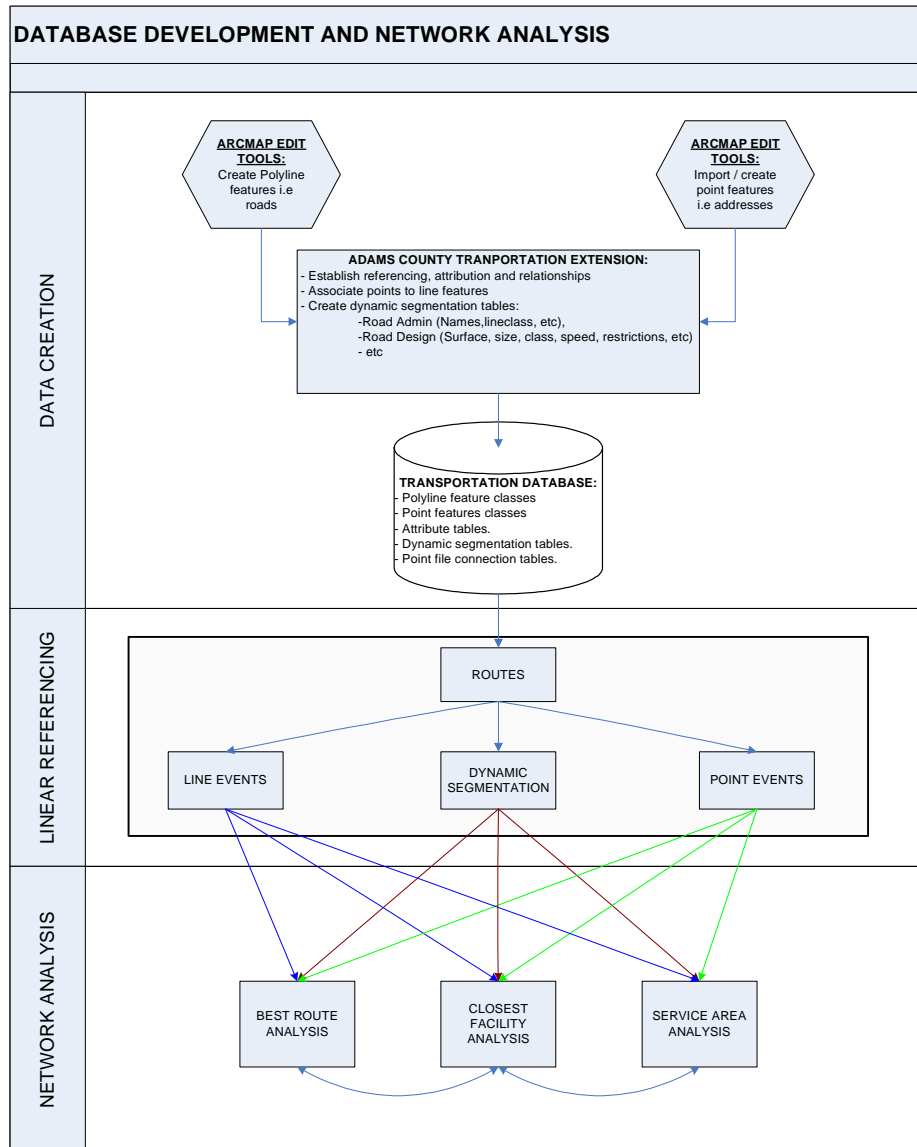 DATABASE DEVELOPMENT AND NETWORK ANALYSIS
DATA CREATION
ARCMAP EDIT
TOOLS:
Create Polyline
features i.e
roads
ARCMAP EDIT
TOOLS:
Import / create
point features
i.e addresses
ADAMS COUNTY TRANPORTATION EXTENSION:
- Establish referencing, attribution and relationships
- Associate points to line features
- Create dynamic segmentation tables:
-Road Admin (Names,lineclass, etc),
-Road Design (Surface, size, class, speed, restrictions, etc)
- etc
TRANSPORTATION DATABASE:
- Polyline feature classes
- Point features classes
- Attribute tables.
- Dynamic segmentation tables.
- Point file connection tables.
LINEAR REFERENCING
ROUTES
LINE EVENTS
DYNAMIC
SEGMENTATION
POINT EVENTS
NETWORK ANALYSIS
BEST ROUTE
ANALYSIS
CLOSEST
FACILITY
ANALYSIS
SERVICE AREA
ANALYSIS